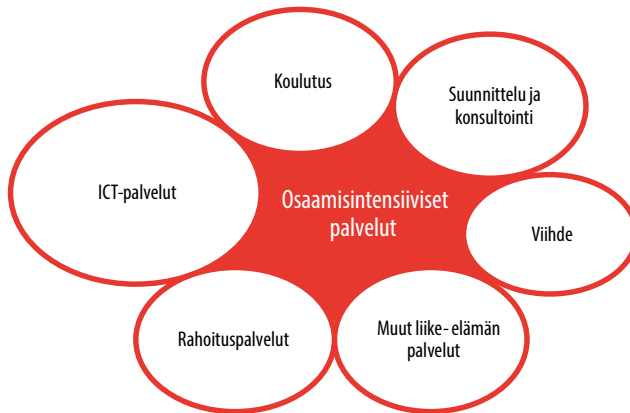 Koulutus
Suunnittelu ja
konsultointi
ICT-palvelut
Osaamisintensiiviset
palvelut
Viihde
Rahoituspalvelut
Muut liike- elämän
palvelut